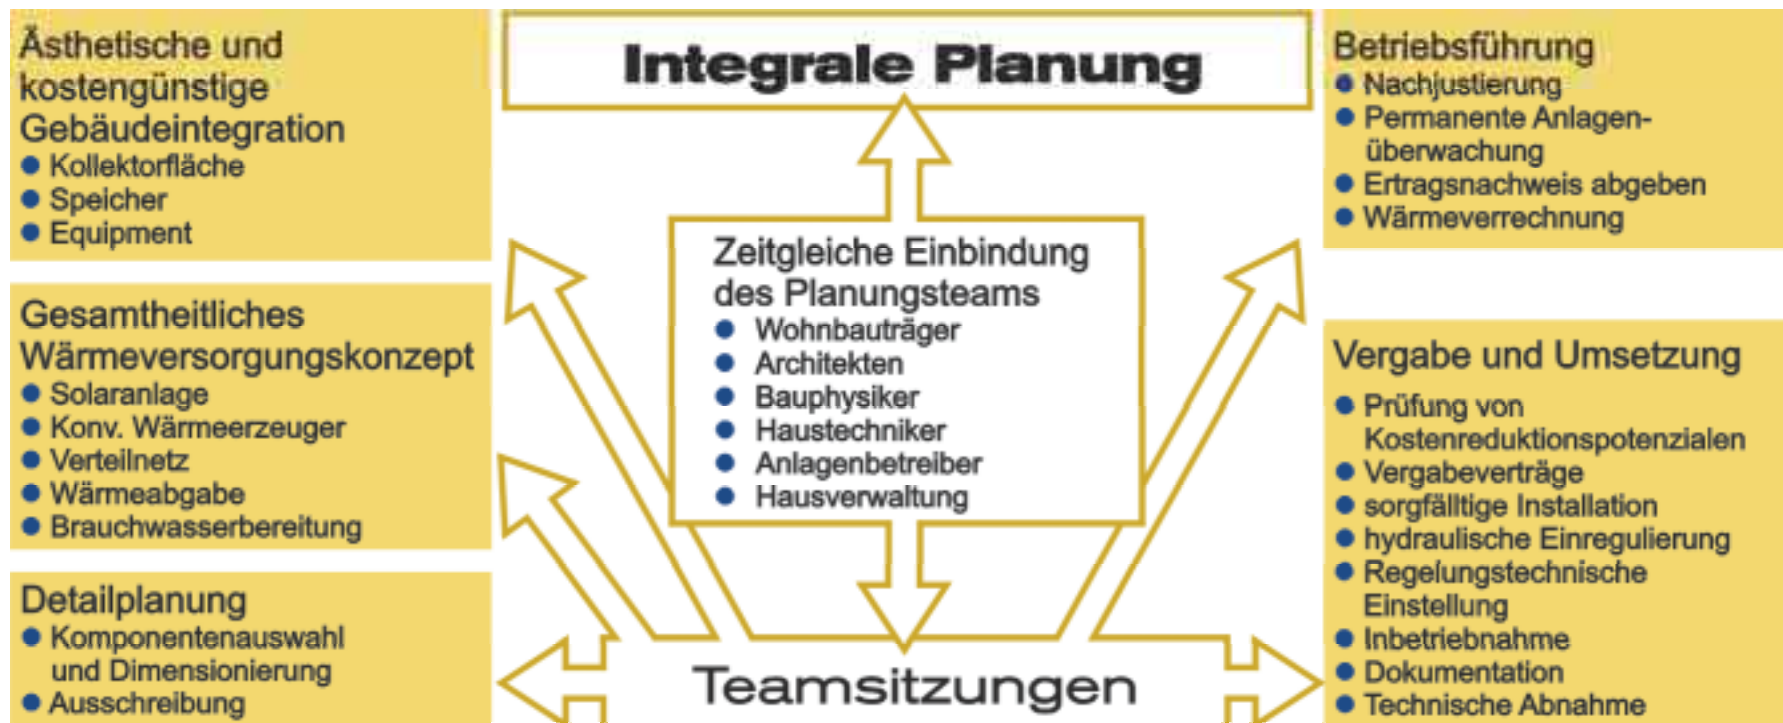 Ästhetische und
kostengünstige
Gebäudeintegration
● Kollektorfläche
● Speicher
● Equipment
Gesamtheitliches
Wärmeversorgungskonzept
● Solaranlage
● Konv. Wärmeerzeuger
● Verteilnetz
● Wärmeabgabe
● Brauchwasserbereitung
Detailplanung
● Komponentenauswahl
und Dimensionierung
● Ausschreibung
Integrale Planung
Zeitgleiche Einbindung
des Planungsteams
● Wohnbauträger
● Architekten
● Bauphysiker
● Haustechniker
● Anlagenbetreiber
● Hausverwaltung
Teamsitzungen
Betriebsführung
● Nachjustierung
● Permanente Anlagen-
überwachung
● Ertragsnachweis abgeben
● Wärmeverrechnung
Vergabe und Umsetzung
● Prüfung von
Kostenreduktionspotenzialen
● Vergabeverträge
● sorgfälltige Installation
● hydraulische Einregulierung
● Regelungstechnische
Einstellung
● Inbetriebnahme
● Dokumentation
● Technische Abnahme